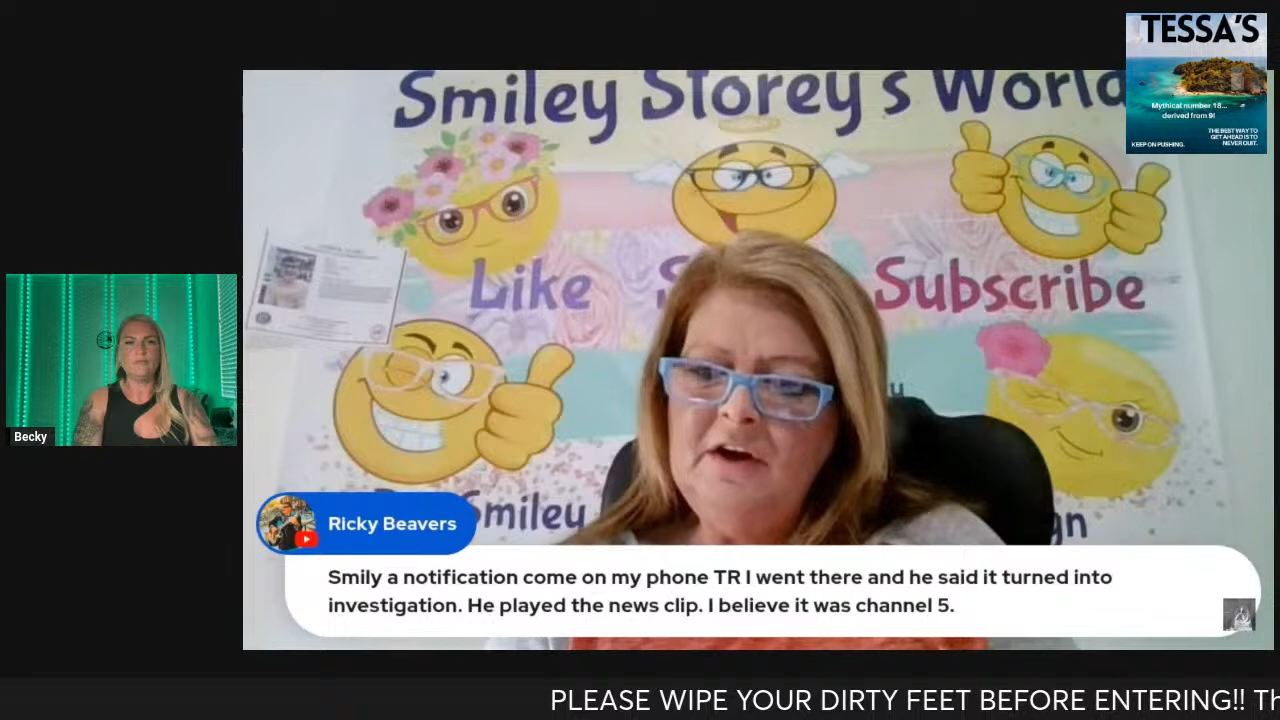 TESSA'S
Mythical number 18...
derived from 9!
THE BEST WAY TO
GET AHEAD IS TO
NEVER QUIT.
KEEP ON PUSHING.
Smiley Storey's World
Like
Subscribe
Becky
Smiley
Ricky Beavers
Smily a notification come on my phone TR I went there and he said it turned into
investigation. He played the news clip. I believe it was channel 5.
PLEASE WIPE YOUR DIRTY FEET BEFORE ENTERING!! Th